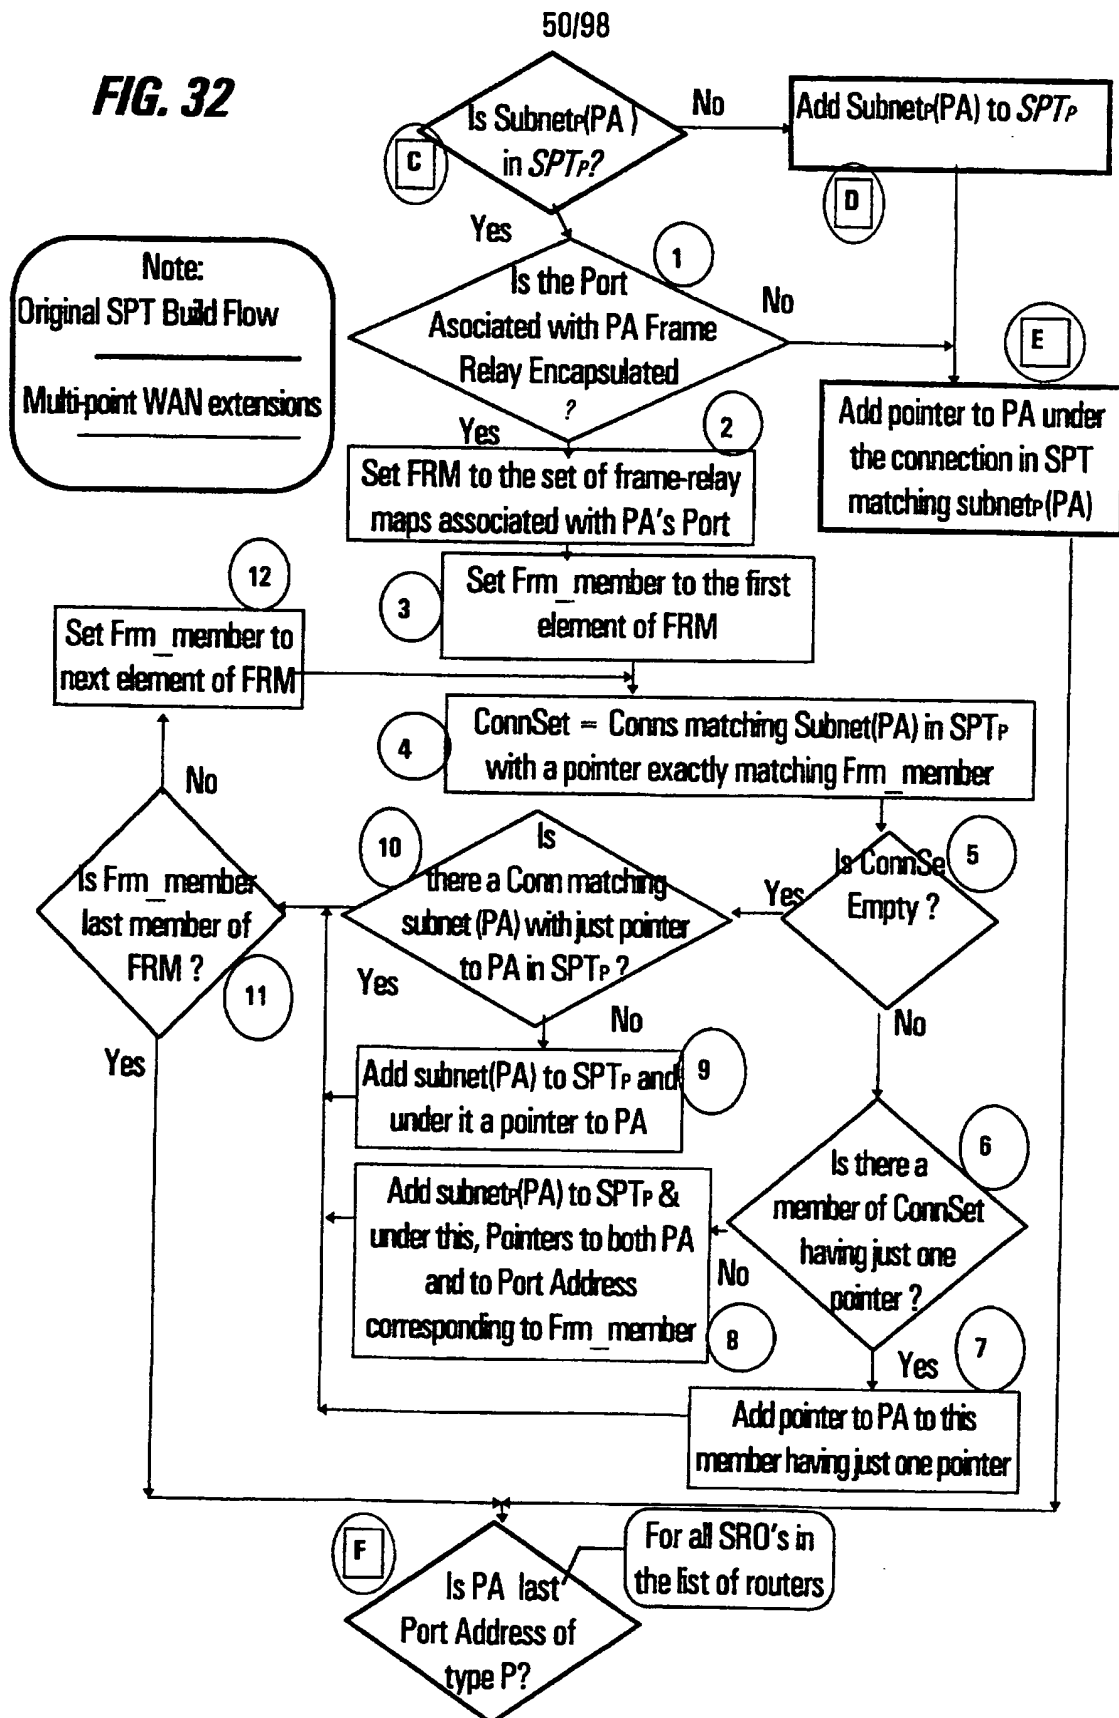 50/98
FIG. 32
Is Subnetp(PA)
in SPTp?
C
No
Add Subnetp(PA) to SPTp
D
Yes
1
Note:
Original SPT Build Flow
Multi-point WAN extensions
Is the Port
Asociated with PA Frame
Relay Encapsulated
?
No
E
Yes
2
Add pointer to PA under
the connection in SPT
matching subnetp(PA)
Set FRM to the set of frame-relay
maps associated with PA's Port
12
3
Set Frm_member to the first
element of FRM
Set Frm_member to
next element of FRM
4
ConnSet = Conns matching Subnet(PA) in SPTP
with a pointer exactly matching Frm_member
No
10
Is
there a Conn matching
subnet (PA) with just pointer
to PA in SPTP ?
5
Is ConnSe
Empty ?
Yes
Is Frm_member
last member of
FRM ?
11
Yes
No
No
Yes
Add subnet(PA) to SPTP and
under it a pointer to PA
9
6
Is there a
member of ConnSet
having just one
pointer ?
Add subnetp(PA) to SPTP &
under this, Pointers to both PA
and to Port Address
corresponding to Frm_member
No
8
7
Yes
Add pointer to PA to this
member having just one pointer
F
For all SRO's in
the list of routers
Is PA last
Port Address of
type P?